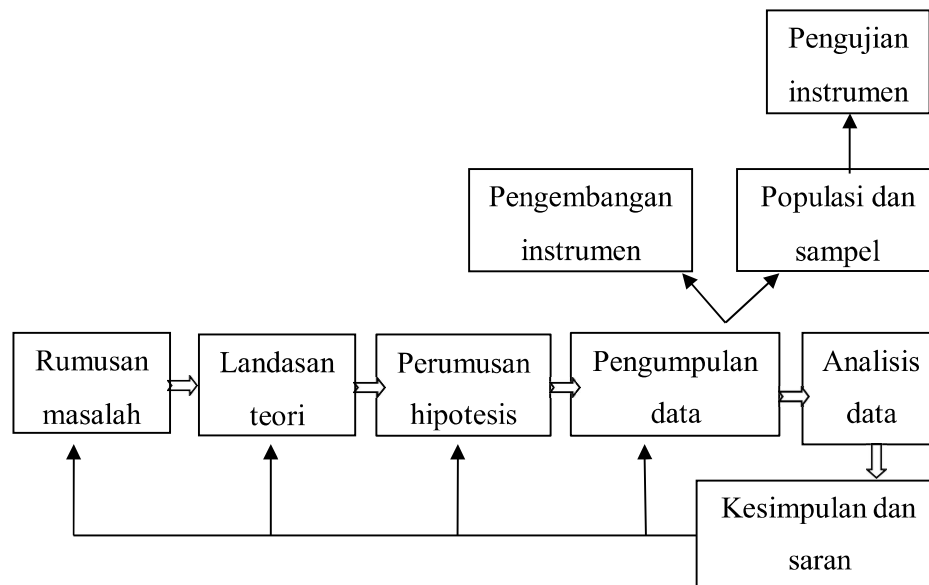 Pengujian
instrumen
Pengembangan
instrumen
Populasi dan
sampel
Rumusan
masalah
Landasan
teori
Perumusan
hipotesis
Pengumpulan
data
Analisis
data
Kesimpulan dan
saran